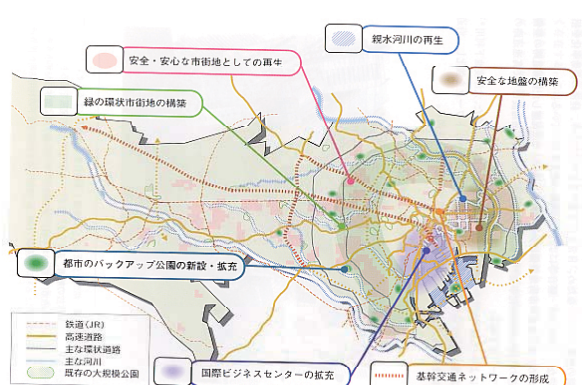 親水河川の再生
安全・安心な市街地としての再生
安全な地盤の構築
緑の環状市街地の構築
都市のバックアップ公園の新設・拡充
鉄道(JR)
高速道路
主な環状道路
主な河川
既存の大規模公園
国際ビジネスセンターの拡充
基幹交通ネットワークの形成